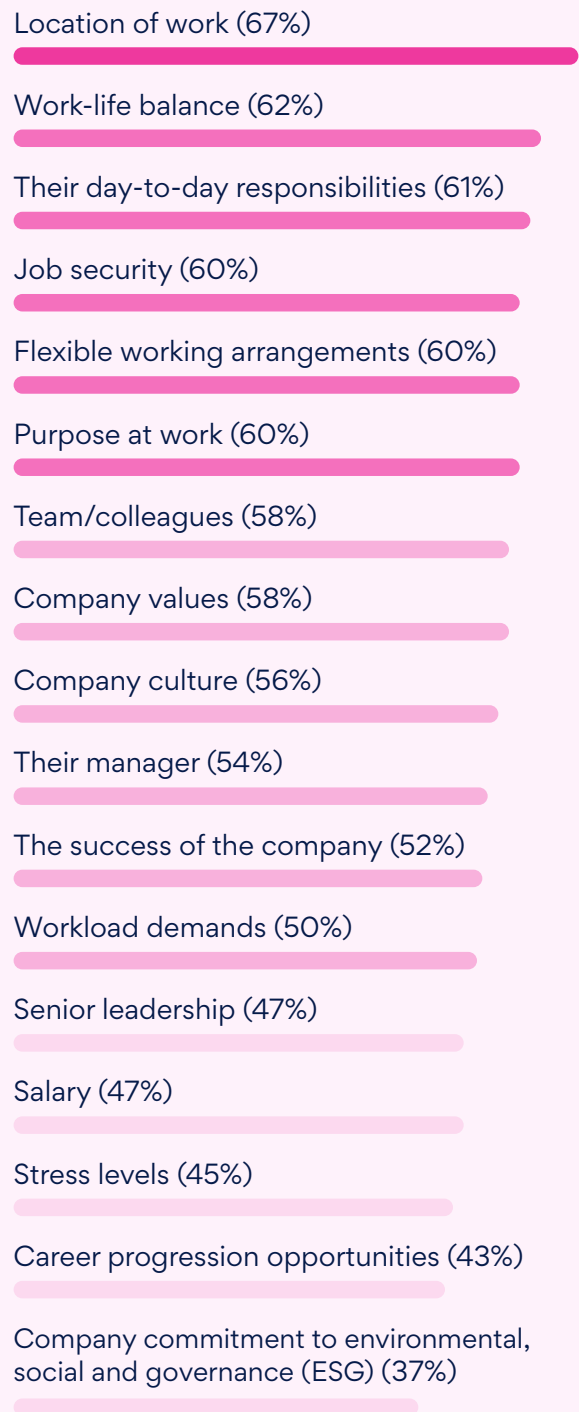 Location of work (67%)
Work-life balance (62%)
Their day-to-day responsibilities (61%)
Job security (60%)
Flexible working arrangements (60%)
Purpose at work (60%)
Team/colleagues (58%)
Company values (58%)
Company culture (56%)
Their manager (54%)
The success of the company (52%)
Workload demands (50%)
Senior leadership (47%)
Salary (47%)
Stress levels (45%)
Career progression opportunities (43%)
Company commitment to environmental,
social and governance (ESG) (37%)